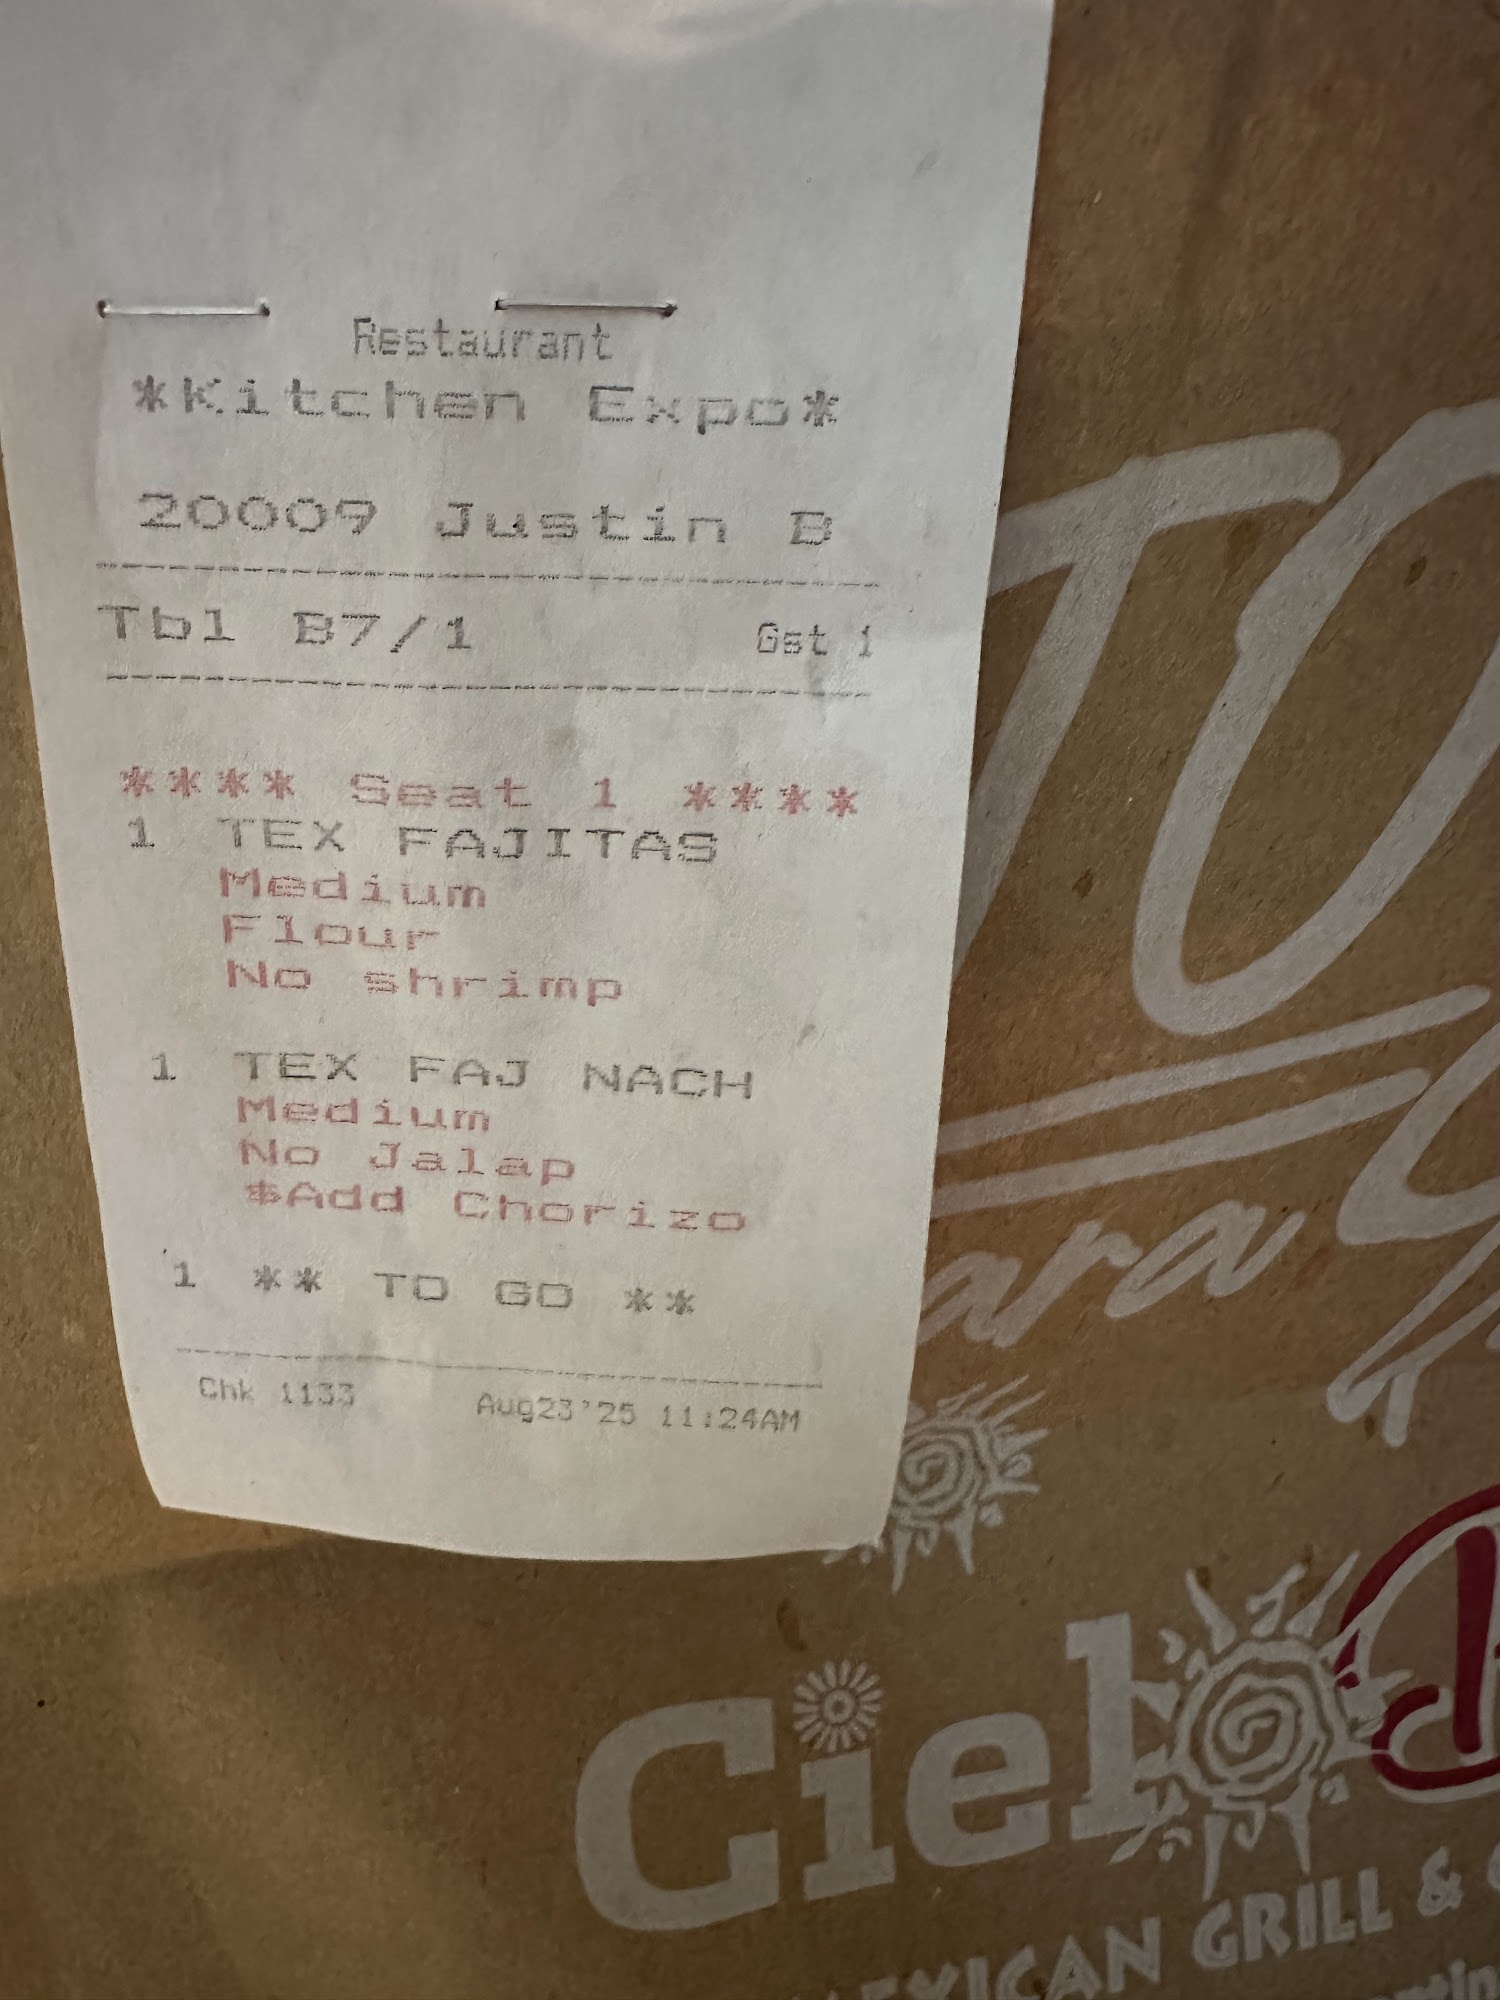 Restaurant
*Kitchen Expo*
20009 Justin B
Tbl B7/1 Gst 1
**** Seat 1 ****
1 TEX FAJITAS
Medium
Flour
No shrimp
1 TEX FAJ NACH
Medium
No Jalap
$Add Chorizo
1 ** TO GO **
Chk 1133 Aug23'25 11:24AM
TO
Cielo
GRILL &